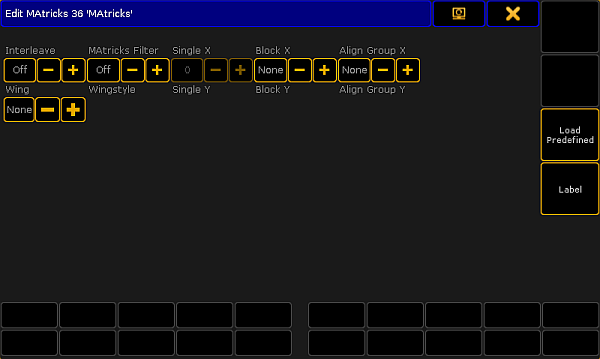 Edit MAtricks 36 'MAtricks'
Interleave MAtricks Filter Single X Block X Align Group X
Off Off 0 None None
Wing Wingstyle Single Y Block Y Align Group Y
None
Load
Predefined
Label